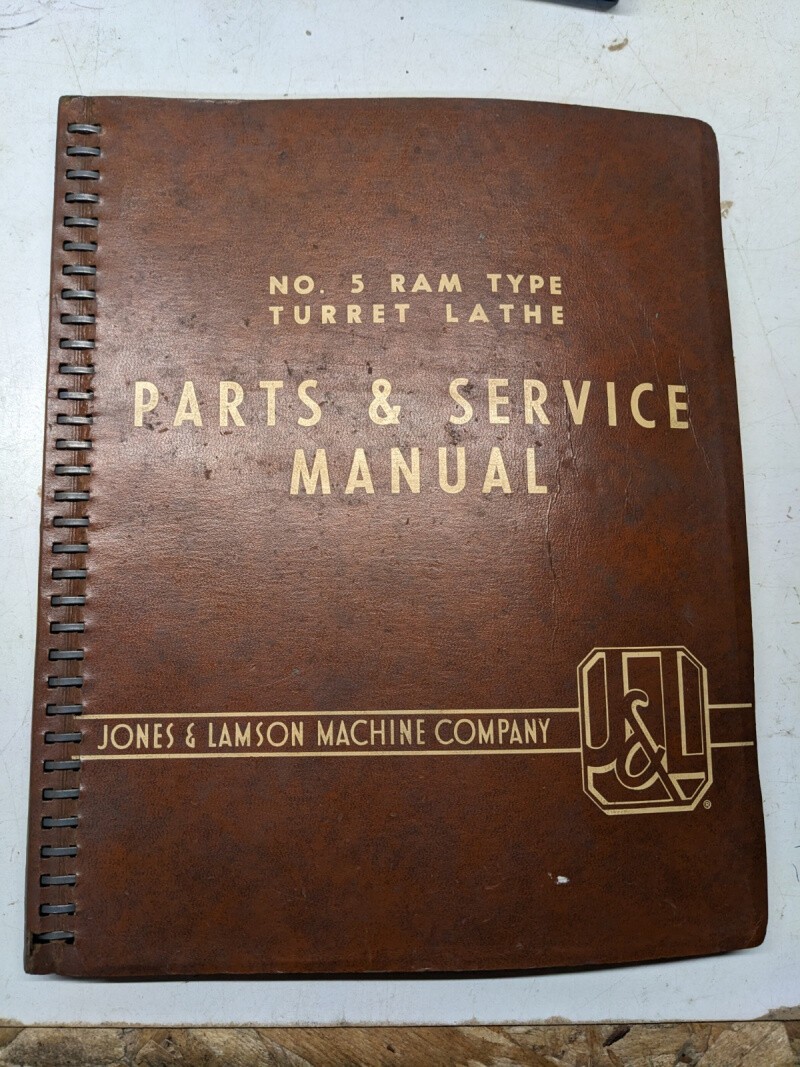 NO. 5 RAM TYPE
TURRET LATHE
PARTS & SERVICE
MANUAL
JONES & LAMSON MACHINE COMPANY
J&L
®